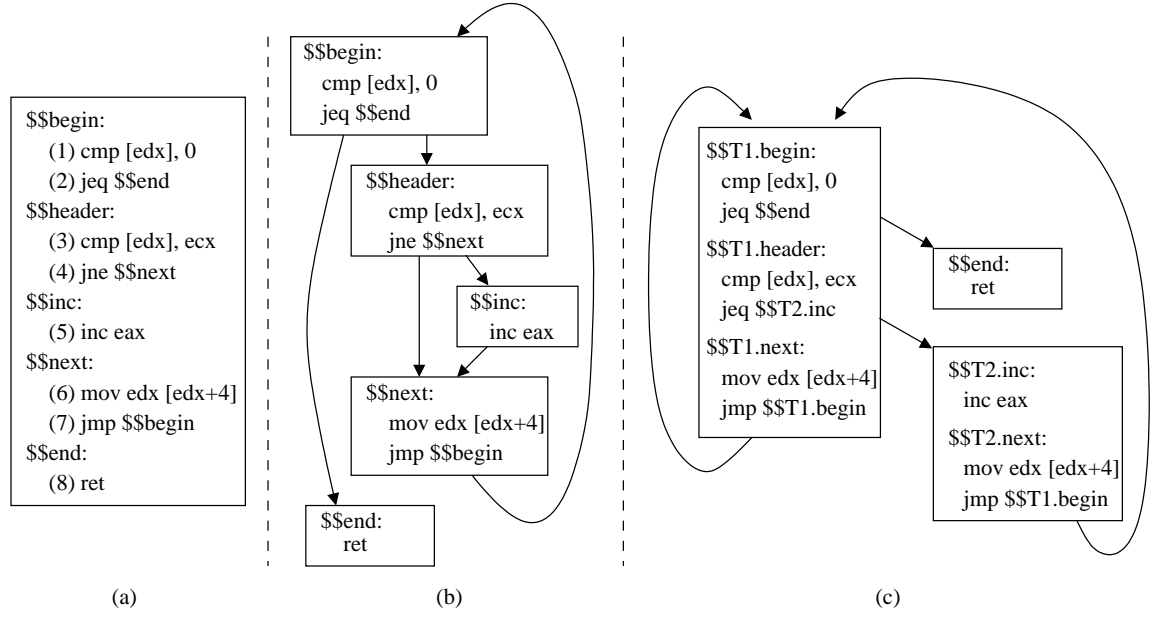 $$begin:
(1) cmp [edx], 0
(2) jeq $$end
$$header:
(3) cmp [edx], ecx
(4) jne $$next
$$inc:
(5) inc eax
$$next:
(6) mov edx [edx+4]
(7) jmp $$begin
$$end:
(8) ret
(a)
$$begin:
cmp [edx], 0
jeq $$end
$$header:
cmp [edx], ecx
jne $$next
$$inc:
inc eax
$$next:
mov edx [edx+4]
jmp $$begin
$$end:
ret
(b)
$$T1.begin:
cmp [edx], 0
jeq $$end
$$T1.header:
cmp [edx], ecx
jeq $$T2.inc
$$T1.next:
mov edx [edx+4]
jmp $$T1.begin
$$end:
ret
$$T2.inc:
inc eax
$$T2.next:
mov edx [edx+4]
jmp $$T1.begin
(c)